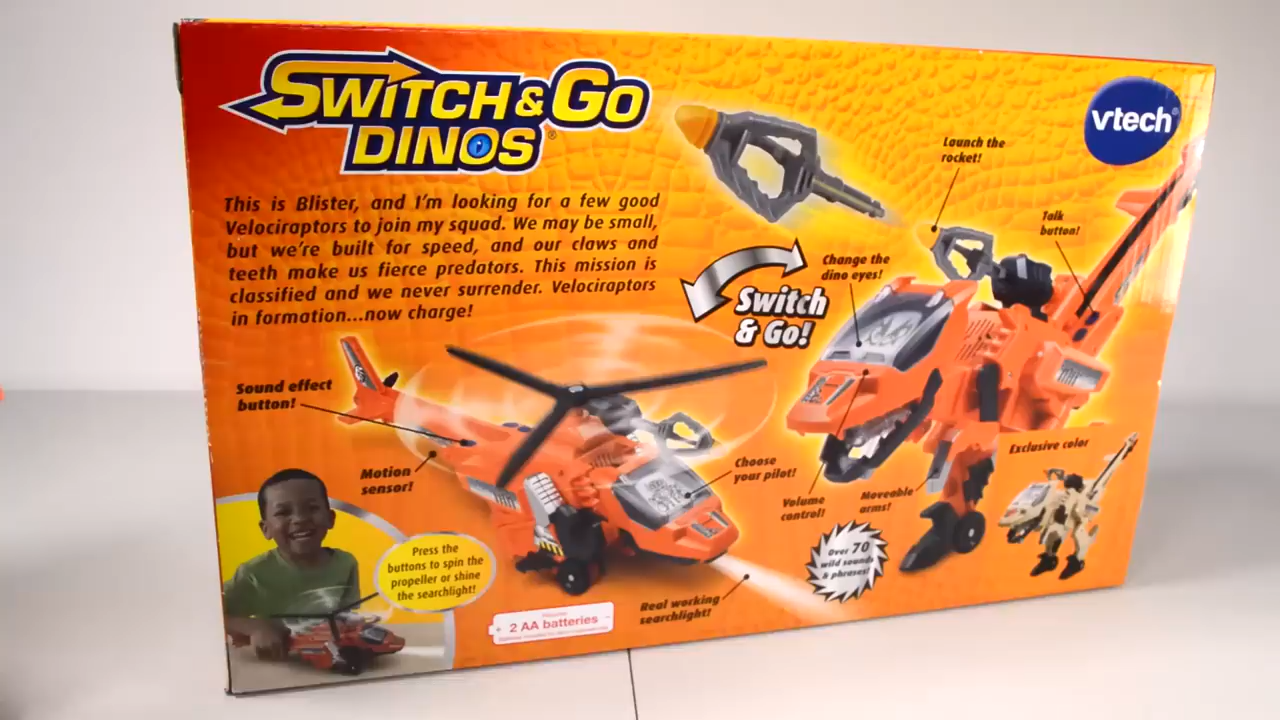 SWITCH & GO
DINOS®
vtech®
This is Blister, and I'm looking for a few good
Velociraptors to join my squad. We may be small,
but we're built for speed, and our claws and
teeth make us fierce predators. This mission is
classified and we never surrender. Velociraptors
in formation...now charge!
Launch the
rocket!
Talk
button!
Change the
dino eyes!
Switch
& Go!
Sound effect
button!
Motion
sensor!
Choose
your pilot!
Volume
control!
Moveable
arms!
Exclusive color
Over 70
wild sounds
& phrases!
Press the
buttons to spin the
propeller or shine
the searchlight!
2 AA batteries
Real working
searchlight!